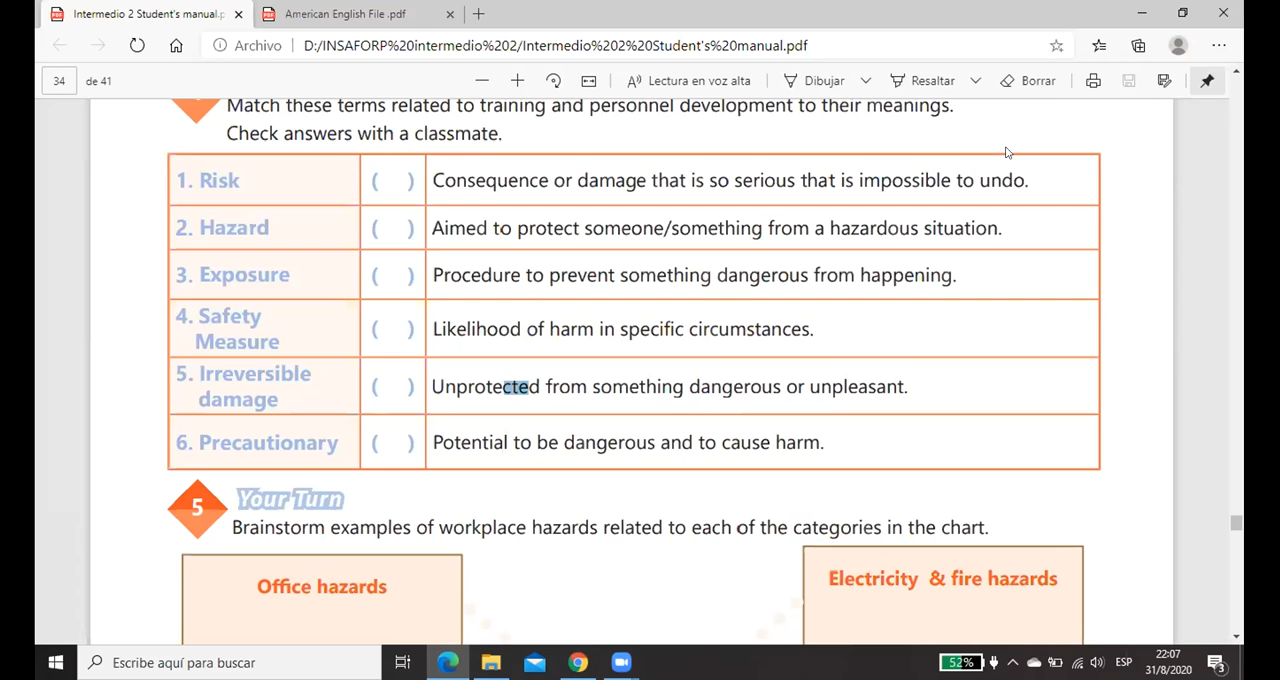 Intermedio 2 Student's manual.p
American English File .pdf
Archivo
D:/INSAFORP%20intermedio%202/Intermedio%202%20Student's%20manual.pdf
34
de 41
Lectura en voz alta
Dibujar
Resaltar
Borrar
Match these terms related to training and personnel development to their meanings.
Check answers with a classmate.
1. Risk ( ) Consequence or damage that is so serious that is impossible to undo.
2. Hazard ( ) Aimed to protect someone/something from a hazardous situation.
3. Exposure ( ) Procedure to prevent something dangerous from happening.
4. Safety
Measure ( ) Likelihood of harm in specific circumstances.
5. Irreversible
damage ( ) Unprotected from something dangerous or unpleasant.
6. Precautionary ( ) Potential to be dangerous and to cause harm.
5 Your Turn
Brainstorm examples of workplace hazards related to each of the categories in the chart.
Office hazards
Electricity & fire hazards
Escribe aquí para buscar
52%
ESP
22:07
31/8/2020
3